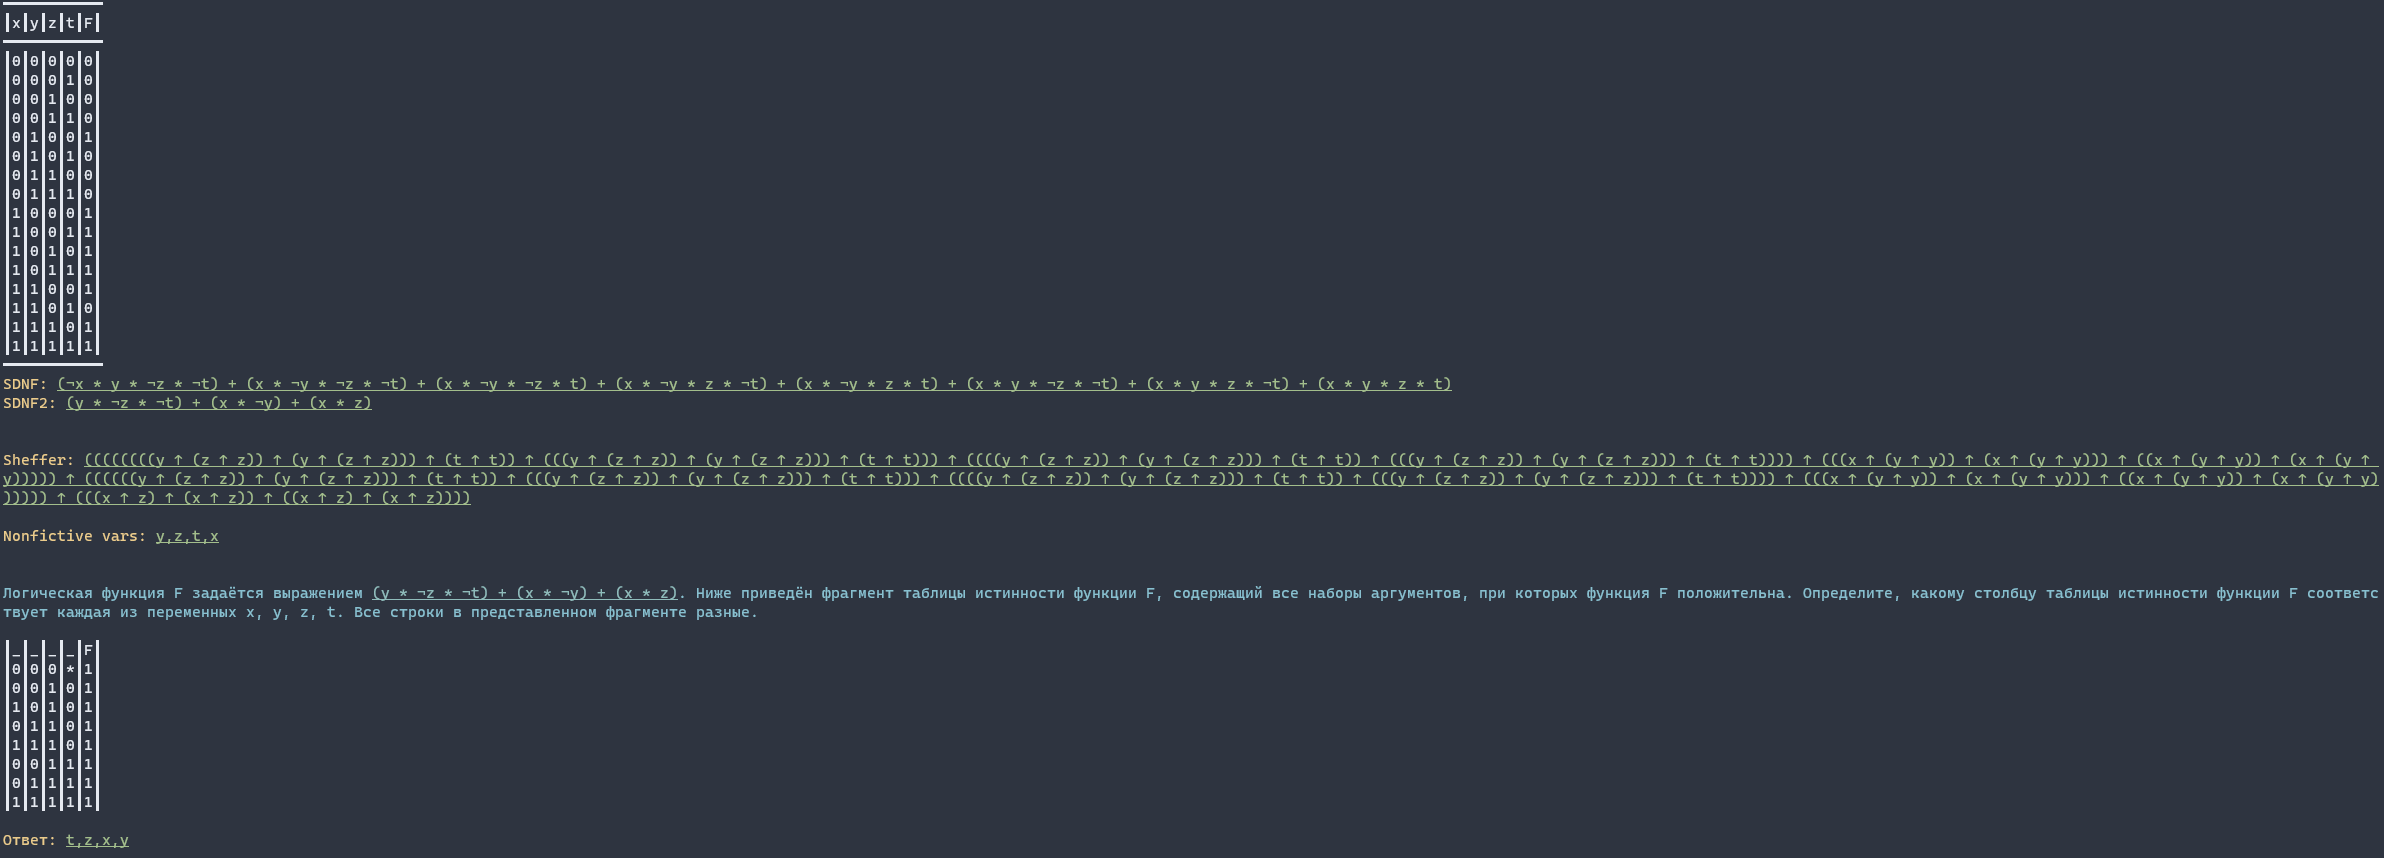 |x|y|z|t|F|
|0|0|0|0|0|
|0|0|0|1|0|
|0|0|1|0|0|
|0|0|1|1|0|
|0|1|0|0|1|
|0|1|0|1|0|
|0|1|1|0|0|
|0|1|1|1|0|
|1|0|0|0|1|
|1|0|0|1|1|
|1|0|1|0|1|
|1|0|1|1|1|
|1|1|0|0|1|
|1|1|0|1|0|
|1|1|1|0|1|
|1|1|1|1|1|
SDNF: (¬x * y * ¬z * ¬t) + (x * ¬y * ¬z * ¬t) + (x * ¬y * ¬z * t) + (x * ¬y * z * ¬t) + (x * ¬y * z * t) + (x * y * ¬z * ¬t) + (x * y * z * ¬t) + (x * y * z * t)
SDNF2: (y * ¬z * ¬t) + (x * ¬y) + (x * z)
Sheffer: ((((((((y ↑ (z ↑ z)) ↑ (y ↑ (z ↑ z))) ↑ (t ↑ t)) ↑ (((y ↑ (z ↑ z)) ↑ (y ↑ (z ↑ z))) ↑ (t ↑ t))) ↑ ((((y ↑ (z ↑ z)) ↑ (y ↑ (z ↑ z))) ↑ (t ↑ t)) ↑ (((y ↑ (z ↑ z)) ↑ (y ↑ (z ↑ z))) ↑ (t ↑ t)))) ↑ (((x ↑ (y ↑ y)) ↑ (x ↑ (y ↑ y))) ↑ ((x ↑ (y ↑ y)) ↑ (x ↑ (y ↑
y))))) ↑ ((((((y ↑ (z ↑ z)) ↑ (y ↑ (z ↑ z))) ↑ (t ↑ t)) ↑ (((y ↑ (z ↑ z)) ↑ (y ↑ (z ↑ z))) ↑ (t ↑ t))) ↑ ((((y ↑ (z ↑ z)) ↑ (y ↑ (z ↑ z))) ↑ (t ↑ t)) ↑ (((y ↑ (z ↑ z)) ↑ (y ↑ (z ↑ z))) ↑ (t ↑ t)))) ↑ (((x ↑ (y ↑ y)) ↑ (x ↑ (y ↑ y))) ↑ ((x ↑ (y ↑ y)) ↑ (x ↑ (y ↑ y)
))))) ↑ (((x ↑ z) ↑ (x ↑ z)) ↑ ((x ↑ z) ↑ (x ↑ z))))
Nonfictive vars: y,z,t,x
Логическая функция F задаётся выражением (y * ¬z * ¬t) + (x * ¬y) + (x * z). Ниже приведён фрагмент таблицы истинности функции F, содержащий все наборы аргументов, при которых функция F положительна. Определите, какому столбцу таблицы истинности функции F соответс
твует каждая из переменных x, y, z, t. Все строки в представленном фрагменте разные.
|_|_|_|_|F|
|0|0|0|*|1|
|0|0|1|0|1|
|1|0|1|0|1|
|0|1|1|0|1|
|1|1|1|0|1|
|0|0|1|1|1|
|0|1|1|1|1|
|1|1|1|1|1|
Ответ: t,z,x,y